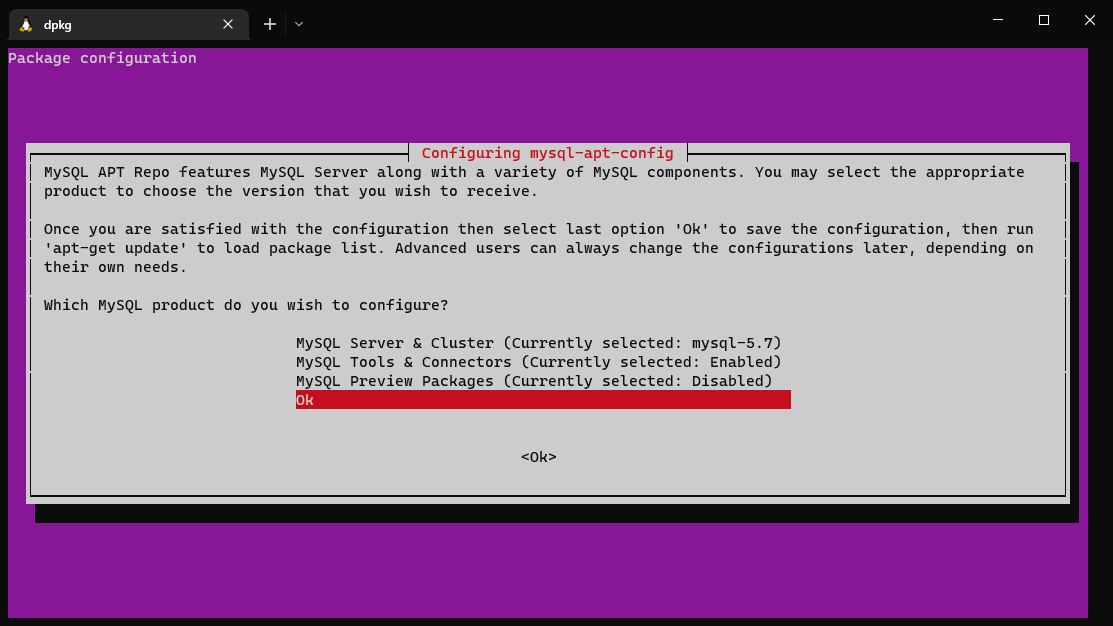 dpkg
Package configuration
Configuring mysql-apt-config
MySQL APT Repo features MySQL Server along with a variety of MySQL components. You may select the appropriate
product to choose the version that you wish to receive.
Once you are satisfied with the configuration then select last option 'Ok' to save the configuration, then run
'apt-get update' to load package list. Advanced users can always change the configurations later, depending on
their own needs.
Which MySQL product do you wish to configure?
MySQL Server & Cluster (Currently selected: mysql-5.7)
MySQL Tools & Connectors (Currently selected: Enabled)
MySQL Preview Packages (Currently selected: Disabled)
Ok
<Ok>